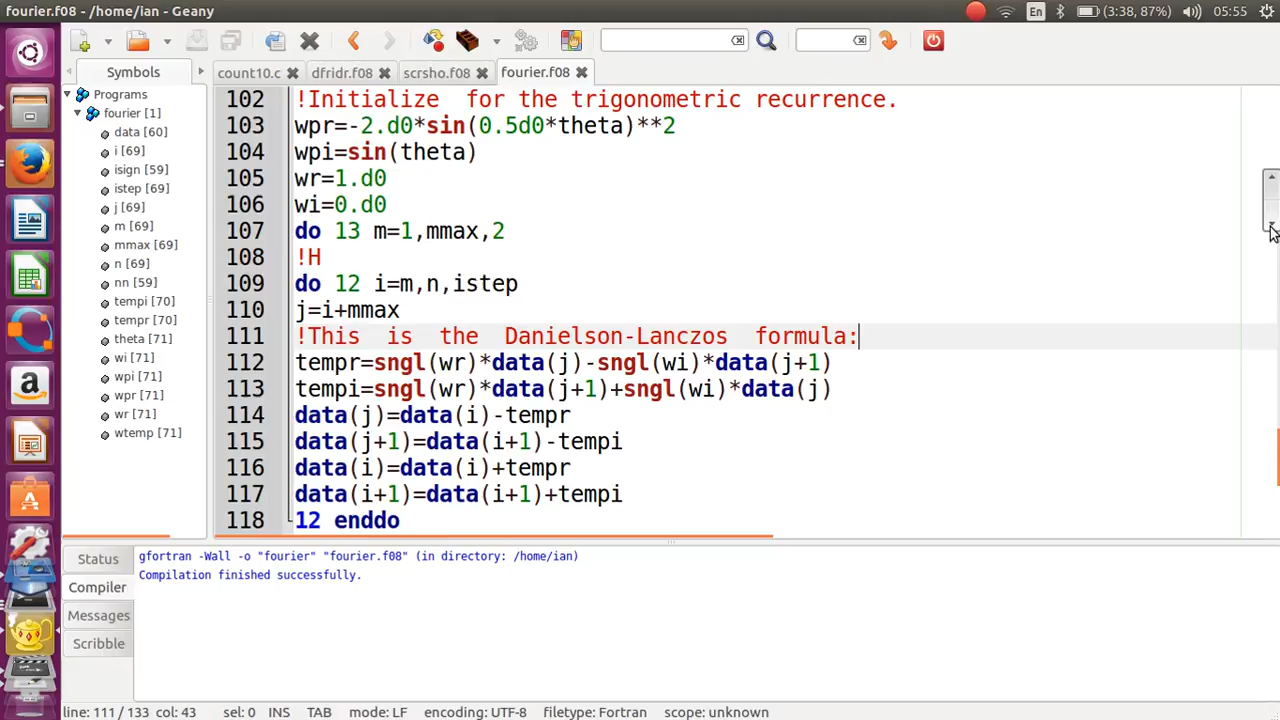 fourier.f08 - /home/ian - Geany
En
(3:38, 87%)
05:55
Symbols
count10.c
dfridr.f08
scrsho.f08
fourier.f08
Programs
fourier [1]
data [60]
i [69]
isign [59]
istep [69]
j [69]
m [69]
mmax [69]
n [69]
nn [59]
tempi [70]
tempr [70]
theta [71]
wi [71]
wpi [71]
wpr [71]
wr [71]
wtemp [71]
102 !Initialize  for the trigonometric recurrence.
103 wpr=-2.d0*sin(0.5d0*theta)**2
104 wpi=sin(theta)
105 wr=1.d0
106 wi=0.d0
107 do 13 m=1,mmax,2
108 !H
109 do 12 i=m,n,istep
110 j=i+mmax
111 !This  is  the  Danielson-Lanczos  formula:
112 tempr=sngl(wr)*data(j)-sngl(wi)*data(j+1)
113 tempi=sngl(wr)*data(j+1)+sngl(wi)*data(j)
114 data(j)=data(i)-tempr
115 data(j+1)=data(i+1)-tempi
116 data(i)=data(i)+tempr
117 data(i+1)=data(i+1)+tempi
118 12 enddo
Status
Compiler
Messages
Scribble
gfortran -Wall -o "fourier" "fourier.f08" (in directory: /home/ian)
Compilation finished successfully.
line: 111 / 133 col: 43 sel: 0 INS TAB mode: LF encoding: UTF-8 filetype: Fortran scope: unknown